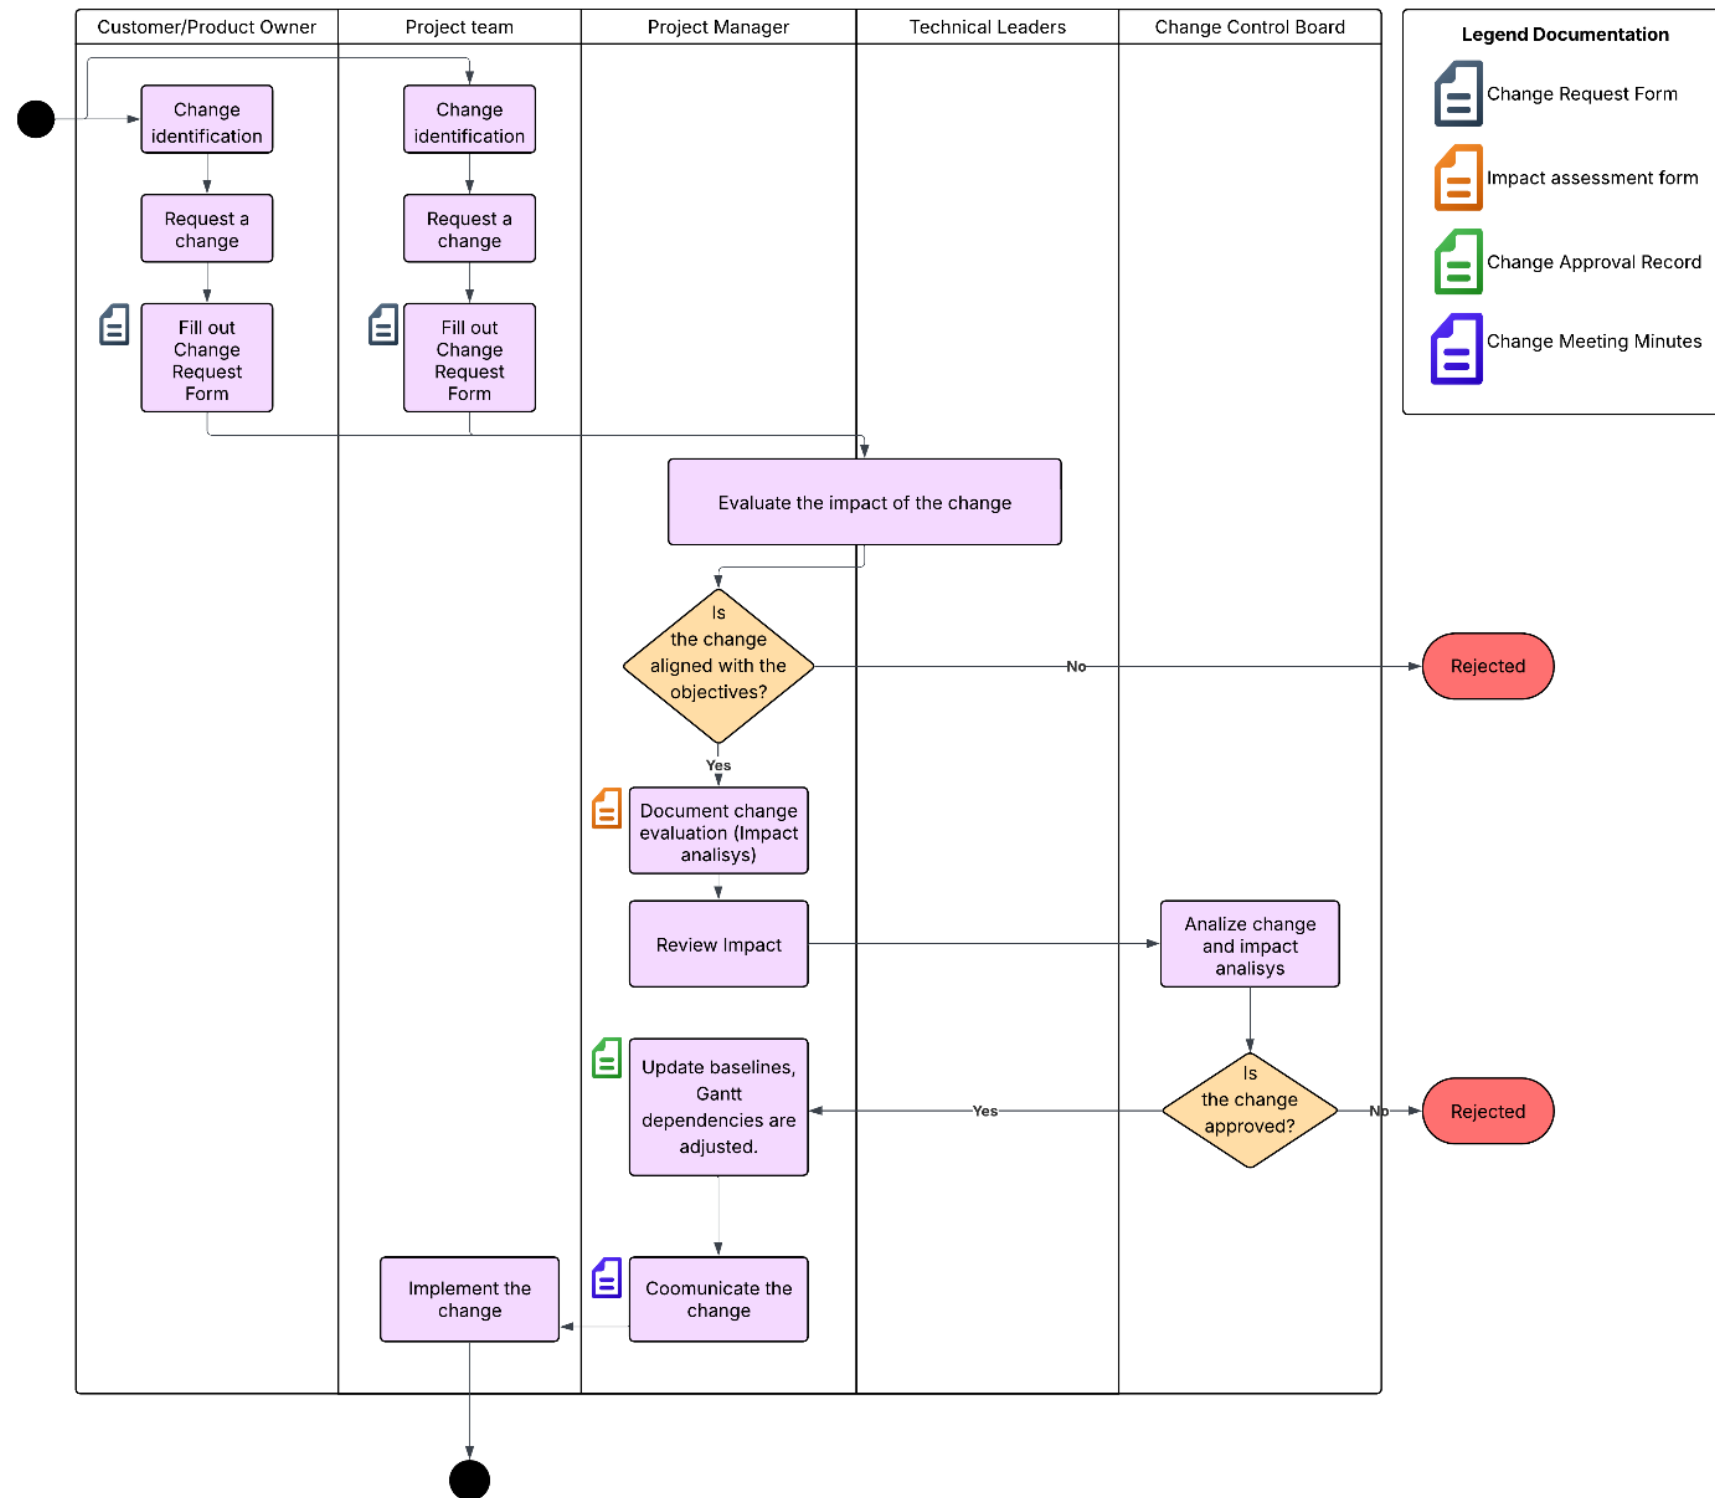 Customer/Product Owner
Project team
Project Manager
Technical Leaders
Change Control Board
Legend Documentation
Change Request Form
Impact assessment form
Change Approval Record
Change Meeting Minutes
Change
identification
Change
identification
Request a
change
Request a
change
Fill out
Change
Request
Form
Fill out
Change
Request
Form
Evaluate the impact of the change
Is
the change
aligned with the
objectives?
No
Rejected
Yes
Document change
evaluation (Impact
analisys)
Review Impact
Analize change
and impact
analisys
Is
the change
approved?
No
Rejected
Yes
Update baselines,
Gantt
dependencies are
adjusted.
Coomunicate the
change
Implement the
change